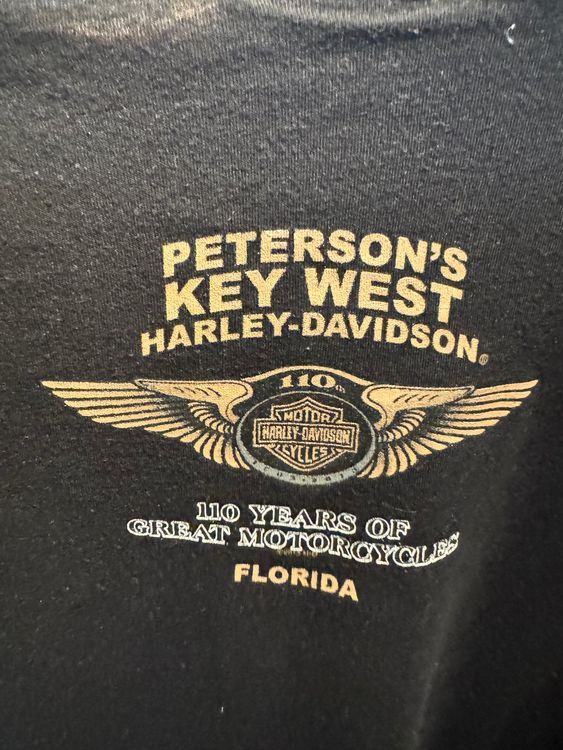 PETERSON'S
KEY WEST
HARLEY-DAVIDSON®
110th
MOTOR
HARLEY-DAVIDSON
CYCLES
110 YEARS OF
GREAT MOTORCYCLES
FLORIDA